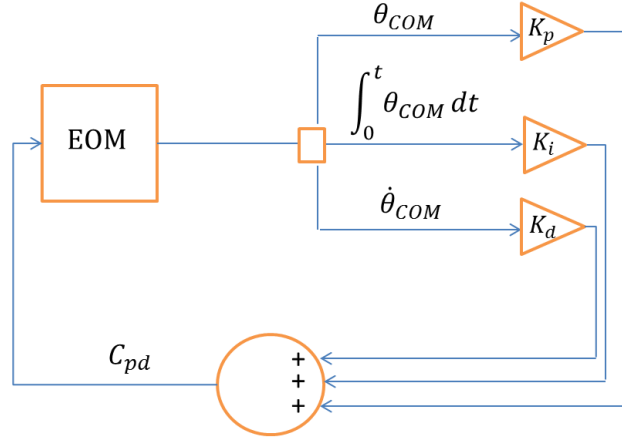 θ_COM
K_p
∫_0^t θ_COM dt
EOM
K_i
θ̇_COM
K_d
C_pd
+
+
+